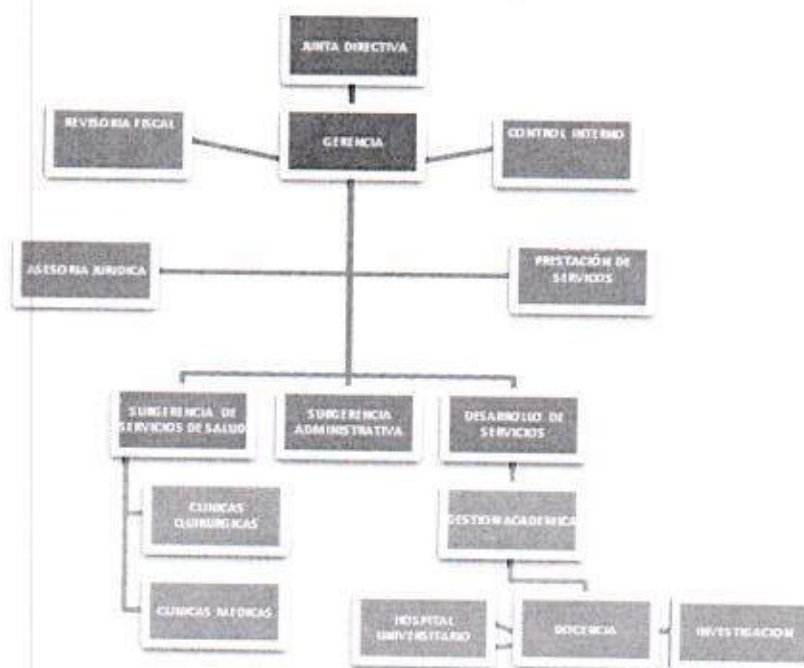 JUNTA DIRECTIVA
REVISORIA FISCAL
GERENCIA
CONTROL INTERNO
ASESORIA JURIDICA
PRESTACIÓN DE
SERVICIOS
SUBGERENCIA DE
SERVICIOS DE SALUD
SUBGERENCIA
ADMINISTRATIVA
DESARROLLO DE
SERVICIOS
CLINICAS
QUIRURGICAS
GESTION ACADEMICA
CLINICAS MEDICAS
HOSPITAL
UNIVERSITARIO
DOCENCIA
INVESTIGACION